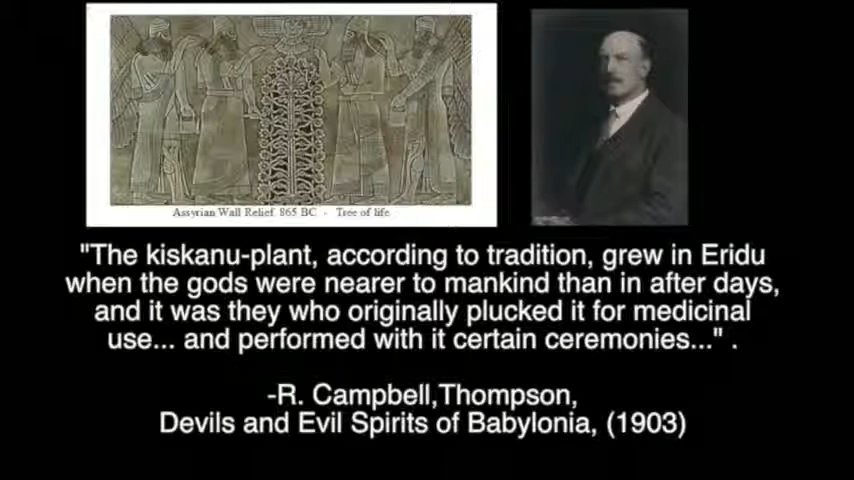 Assyrian Wall Relief 865 BC - Tree of life
"The kiskanu-plant, according to tradition, grew in Eridu
when the gods were nearer to mankind than in after days,
and it was they who originally plucked it for medicinal
use... and performed with it certain ceremonies..." .
-R. Campbell,Thompson,
Devils and Evil Spirits of Babylonia, (1903)